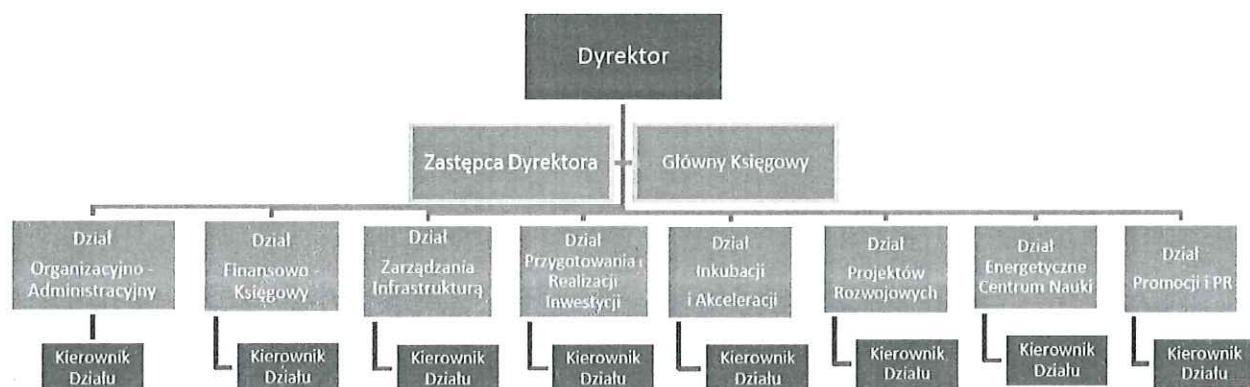 Dyrektor
Zastępca Dyrektora
Główny Księgowy
Dział
Organizacyjno -
Administracyjny
Dział
Finansowo -
Księgowy
Dział
Zarządzania
Infrastrukturą
Dział
Przygotowania i
Realizacji
Inwestycji
Dział
Inkubacji
i Akceleracji
Dział
Projektów
Rozwojowych
Dział
Energetyczne
Centrum Nauki
Dział
Promocji i PR
Kierownik
Działu
Kierownik
Działu
Kierownik
Działu
Kierownik
Działu
Kierownik
Działu
Kierownik
Działu
Kierownik
Działu
Kierownik
Działu